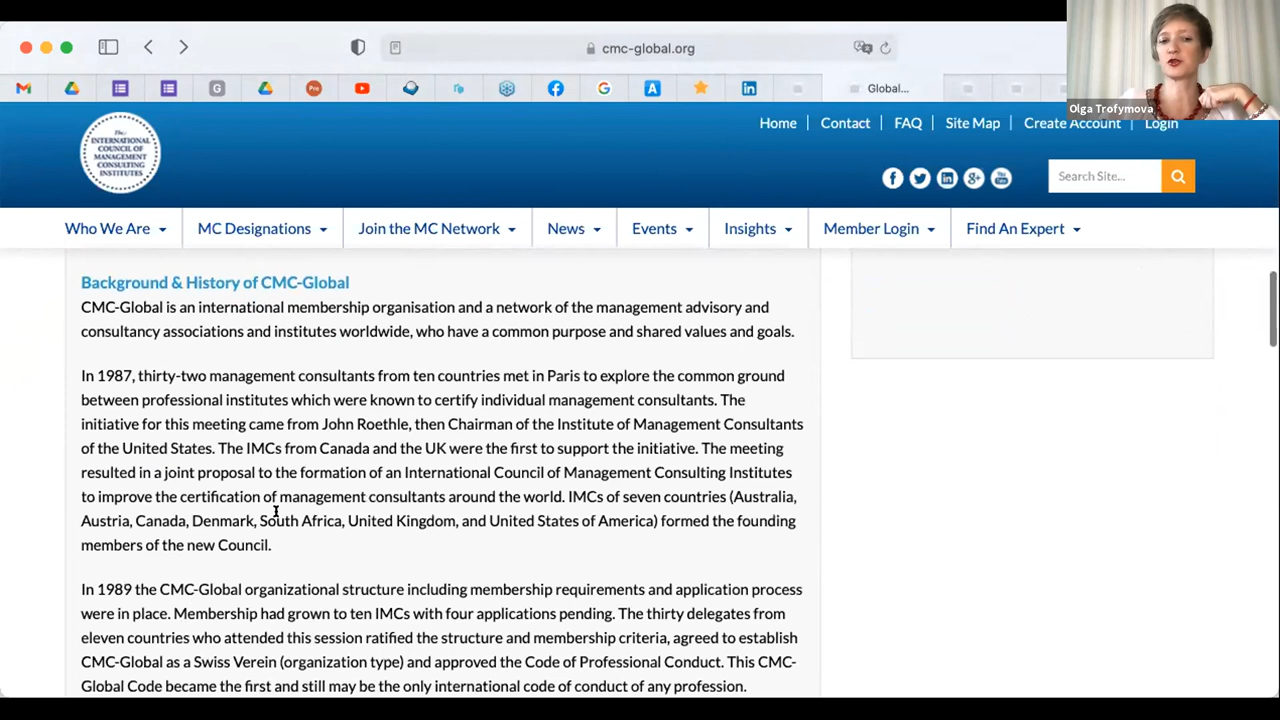 cmc-global.org
Global...
Olga Trofymova
The
INTERNATIONAL
COUNCIL OF
MANAGEMENT
CONSULTING
INSTITUTES
Home
Contact
FAQ
Site Map
Create Account
Login
Search Site...
Who We Are
MC Designations
Join the MC Network
News
Events
Insights
Member Login
Find An Expert
Background & History of CMC-Global
CMC-Global is an international membership organisation and a network of the management advisory and
consultancy associations and institutes worldwide, who have a common purpose and shared values and goals.
In 1987, thirty-two management consultants from ten countries met in Paris to explore the common ground
between professional institutes which were known to certify individual management consultants. The
initiative for this meeting came from John Roethle, then Chairman of the Institute of Management Consultants
of the United States. The IMCs from Canada and the UK were the first to support the initiative. The meeting
resulted in a joint proposal to the formation of an International Council of Management Consulting Institutes
to improve the certification of management consultants around the world. IMCs of seven countries (Australia,
Austria, Canada, Denmark, South Africa, United Kingdom, and United States of America) formed the founding
members of the new Council.
In 1989 the CMC-Global organizational structure including membership requirements and application process
were in place. Membership had grown to ten IMCs with four applications pending. The thirty delegates from
eleven countries who attended this session ratified the structure and membership criteria, agreed to establish
CMC-Global as a Swiss Verein (organization type) and approved the Code of Professional Conduct. This CMC-
Global Code became the first and still may be the only international code of conduct of any profession.